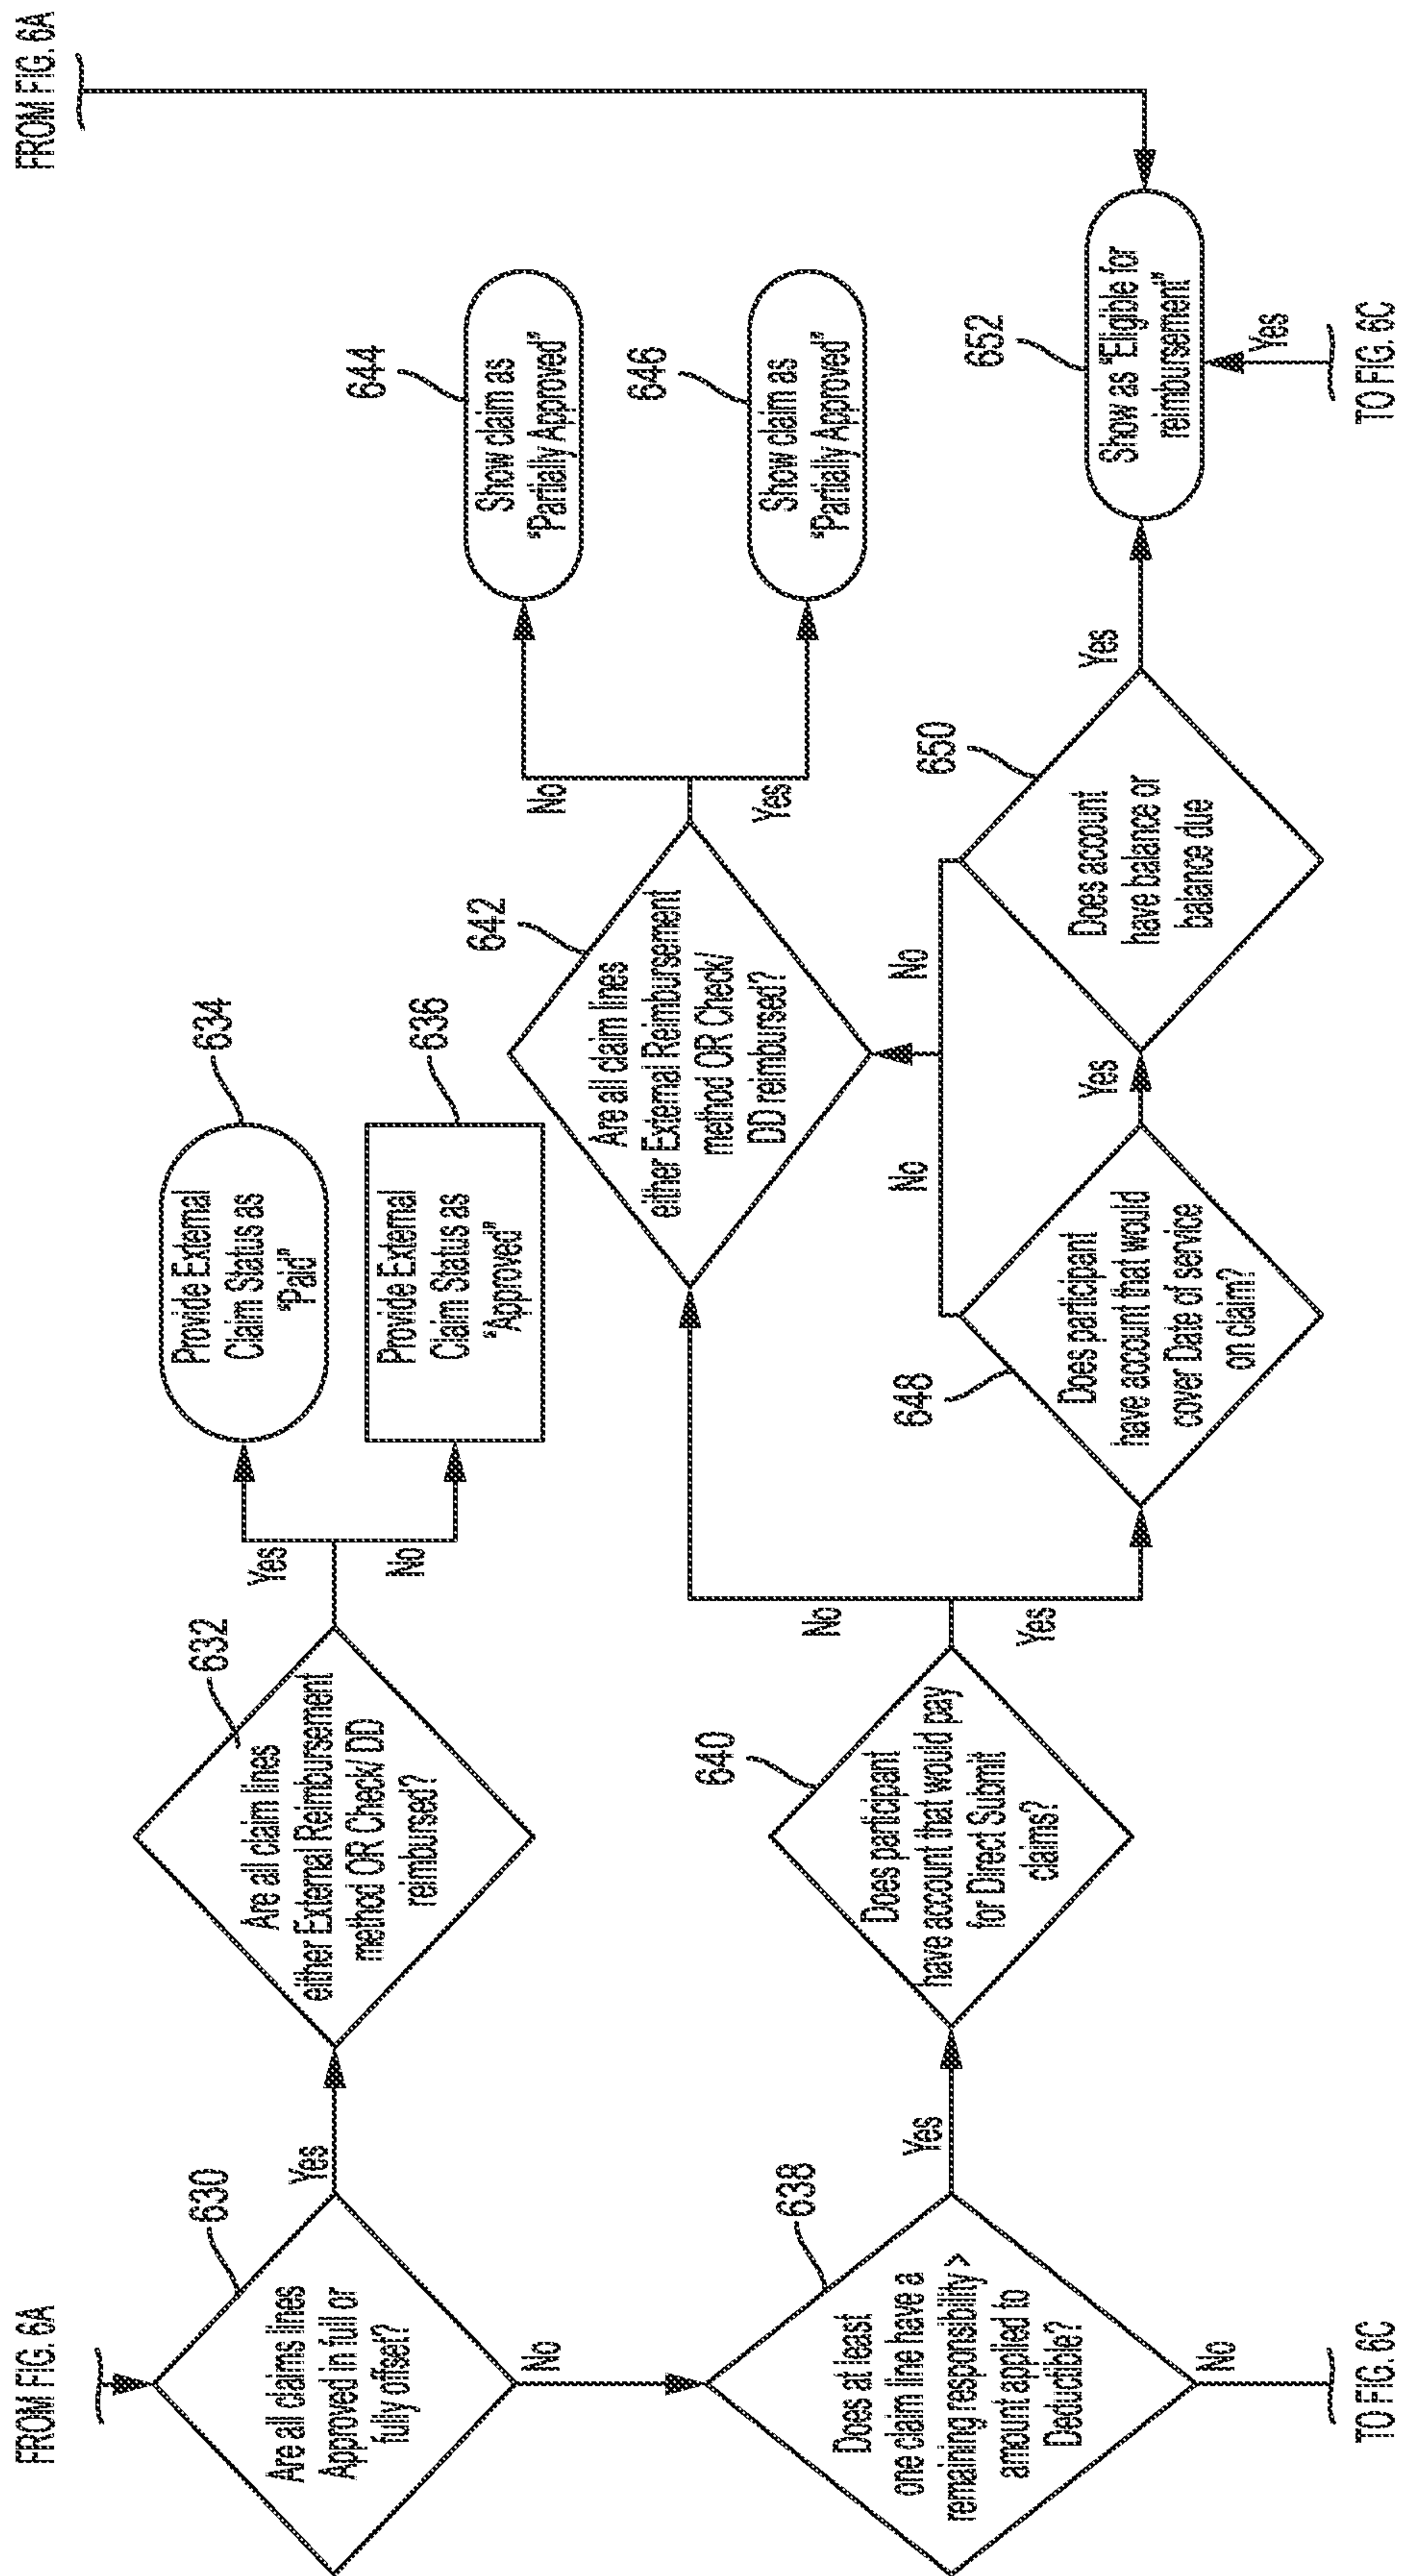 FROM FIG. 6A
630
Are all claims lines
Approved in full or
fully offset?
Yes
No
632
Are all claim lines
either External Reimbursement
method OR Check/ DD
reimbursed?
Yes
No
634
Provide External
Claim Status as
"Paid"
636
Provide External
Claim Status as
"Approved"
638
Does at least
one claim line have a
remaining responsibility >
amount applied to
Deductible?
Yes
No
TO FIG. 6C
640
Does participant
have account that would pay
for Direct Submit
claims?
No
Yes
642
Are all claim lines
either External Reimbursement
method OR Check/
DD reimbursed?
No
Yes
644
Show claim as
"Partially Approved"
646
Show claim as
"Partially Approved"
648
Does participant
have account that would
cover Date of service
on claim?
No
Yes
650
Does account
have balance or
balance due
No
Yes
652
Show as "Eligible for
reimbursement"
Yes
TO FIG. 6C
FROM FIG. 6A